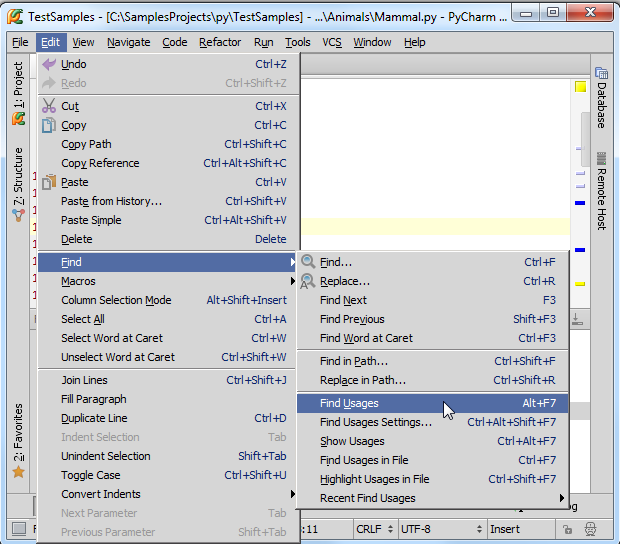 TestSamples - [C:\SamplesProjects\py\TestSamples] - ...\Animals\Mammal.py - PyCharm ...
File Edit View Navigate Code Refactor Run Tools VCS Window Help
1: Project
7: Structure
2: Favorites
Undo Ctrl+Z
Redo Ctrl+Shift+Z
Cut Ctrl+X
Copy Ctrl+C
Copy Path Ctrl+Shift+C
Copy Reference Ctrl+Alt+Shift+C
Paste Ctrl+V
Paste from History... Ctrl+Shift+V
Paste Simple Ctrl+Alt+Shift+V
Delete Delete
Find
Macros
Column Selection Mode Alt+Shift+Insert
Select All Ctrl+A
Select Word at Caret Ctrl+W
Unselect Word at Caret Ctrl+Shift+W
Join Lines Ctrl+Shift+J
Fill Paragraph
Duplicate Line Ctrl+D
Indent Selection Tab
Unindent Selection Shift+Tab
Toggle Case Ctrl+Shift+U
Convert Indents
Next Parameter Tab
Previous Parameter Shift+Tab
Find... Ctrl+F
Replace... Ctrl+R
Find Next F3
Find Previous Shift+F3
Find Word at Caret Ctrl+F3
Find in Path... Ctrl+Shift+F
Replace in Path... Ctrl+Shift+R
Find Usages Alt+F7
Find Usages Settings... Ctrl+Alt+Shift+F7
Show Usages Ctrl+Alt+F7
Find Usages in File Ctrl+F7
Highlight Usages in File Ctrl+Shift+F7
Recent Find Usages
Database
Remote Host
:11 CRLF UTF-8 Insert